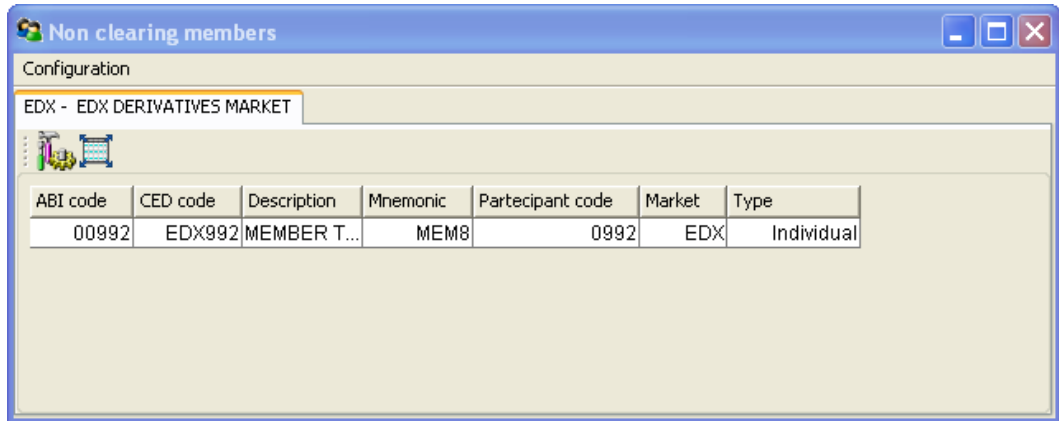 Non clearing members
Configuration
EDX - EDX DERIVATIVES MARKET
ABI code CED code Description Mnemonic Partecipant code Market Type
00992 EDX992 MEMBER T... MEM8 0992 EDX Individual